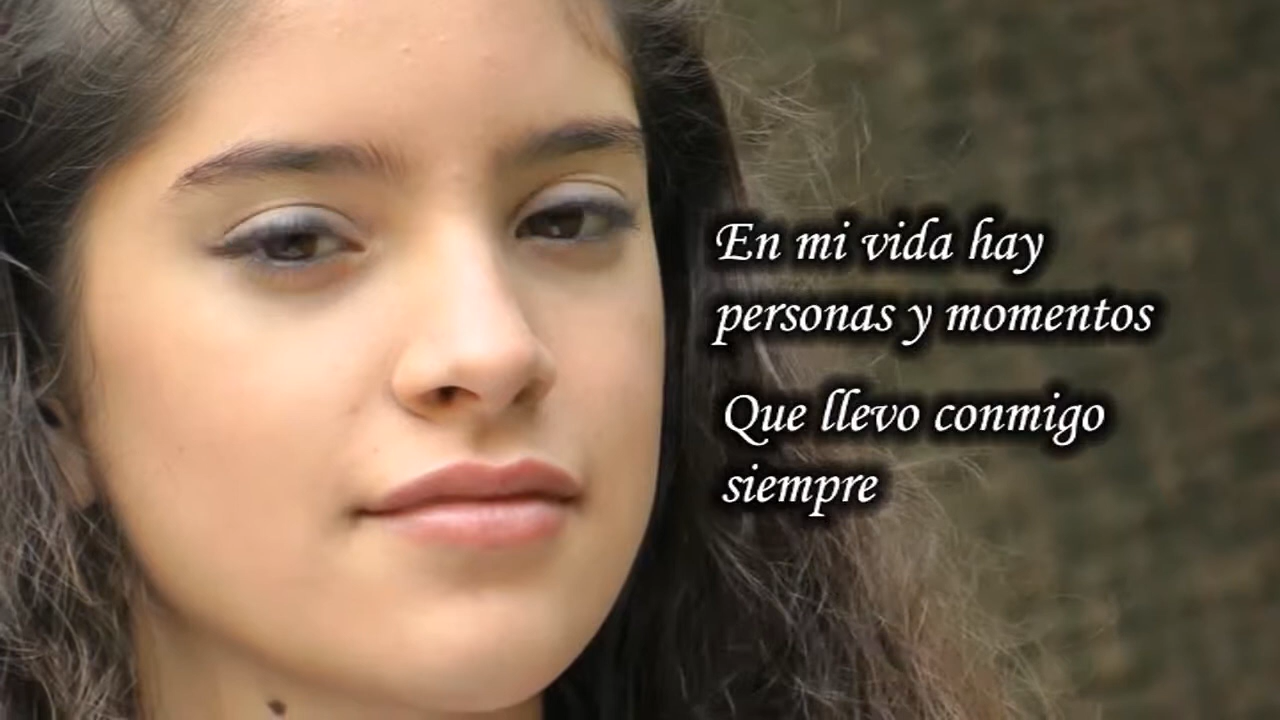 En mi vida hay
personas y momentos
Que llevo conmigo
siempre